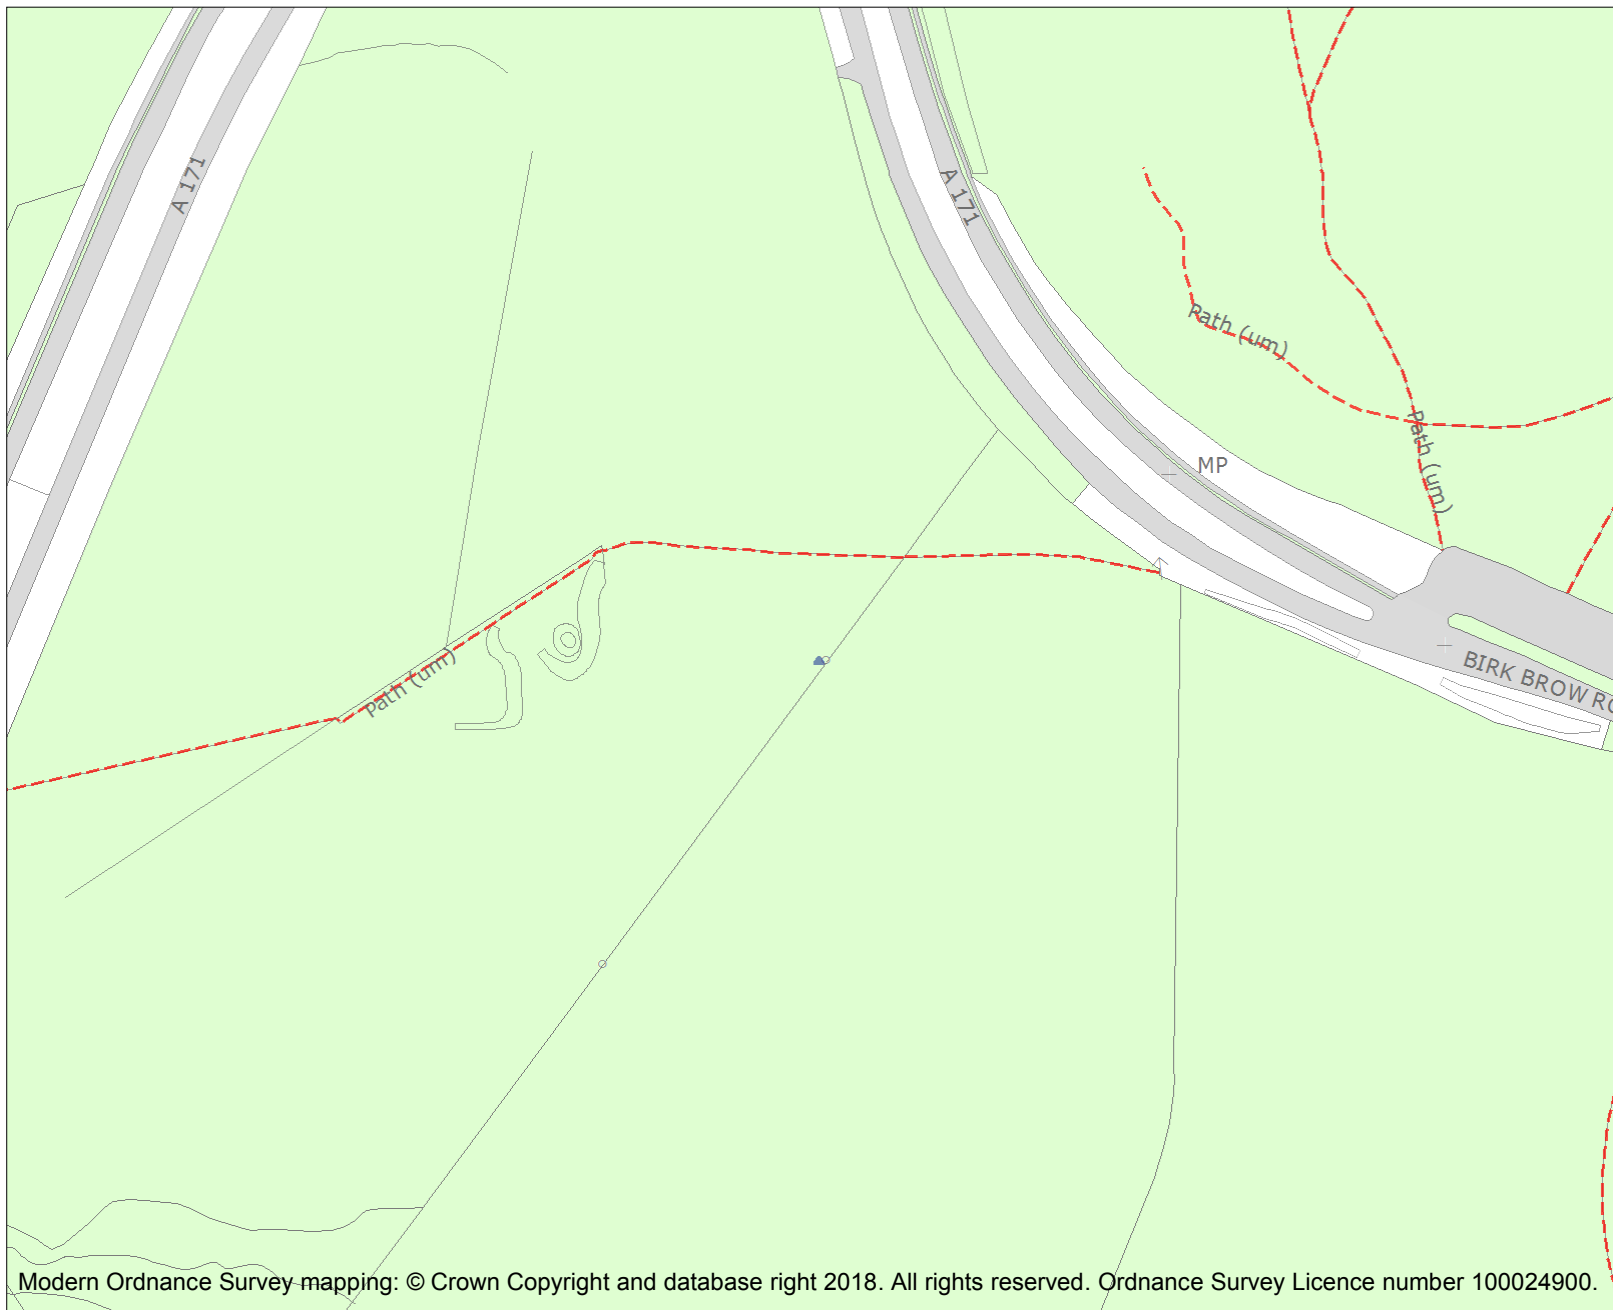 A 171
A 171
Path (um)
MP
Path (um)
Path (um)
BIRK BROW
Modern Ordnance Survey mapping: © Crown Copyright and database right 2018. All rights reserved. Ordnance Survey Licence number 100024900.